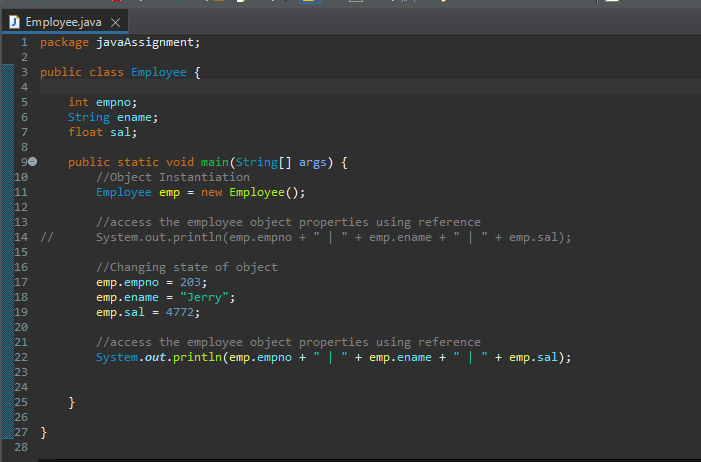 Employee.java
1 package javaAssignment;
2
3 public class Employee {
4
5     int empno;
6     String ename;
7     float sal;
8
9     public static void main(String[] args) {
10         //Object Instantiation
11         Employee emp = new Employee();
12
13         //access the employee object properties using reference
14 //      System.out.println(emp.empno + " | " + emp.ename + " | " + emp.sal);
15
16         //Changing state of object
17         emp.empno = 203;
18         emp.ename = "Jerry";
19         emp.sal = 4772;
20
21         //access the employee object properties using reference
22         System.out.println(emp.empno + " | " + emp.ename + " | " + emp.sal);
23
24
25     }
26
27 }
28